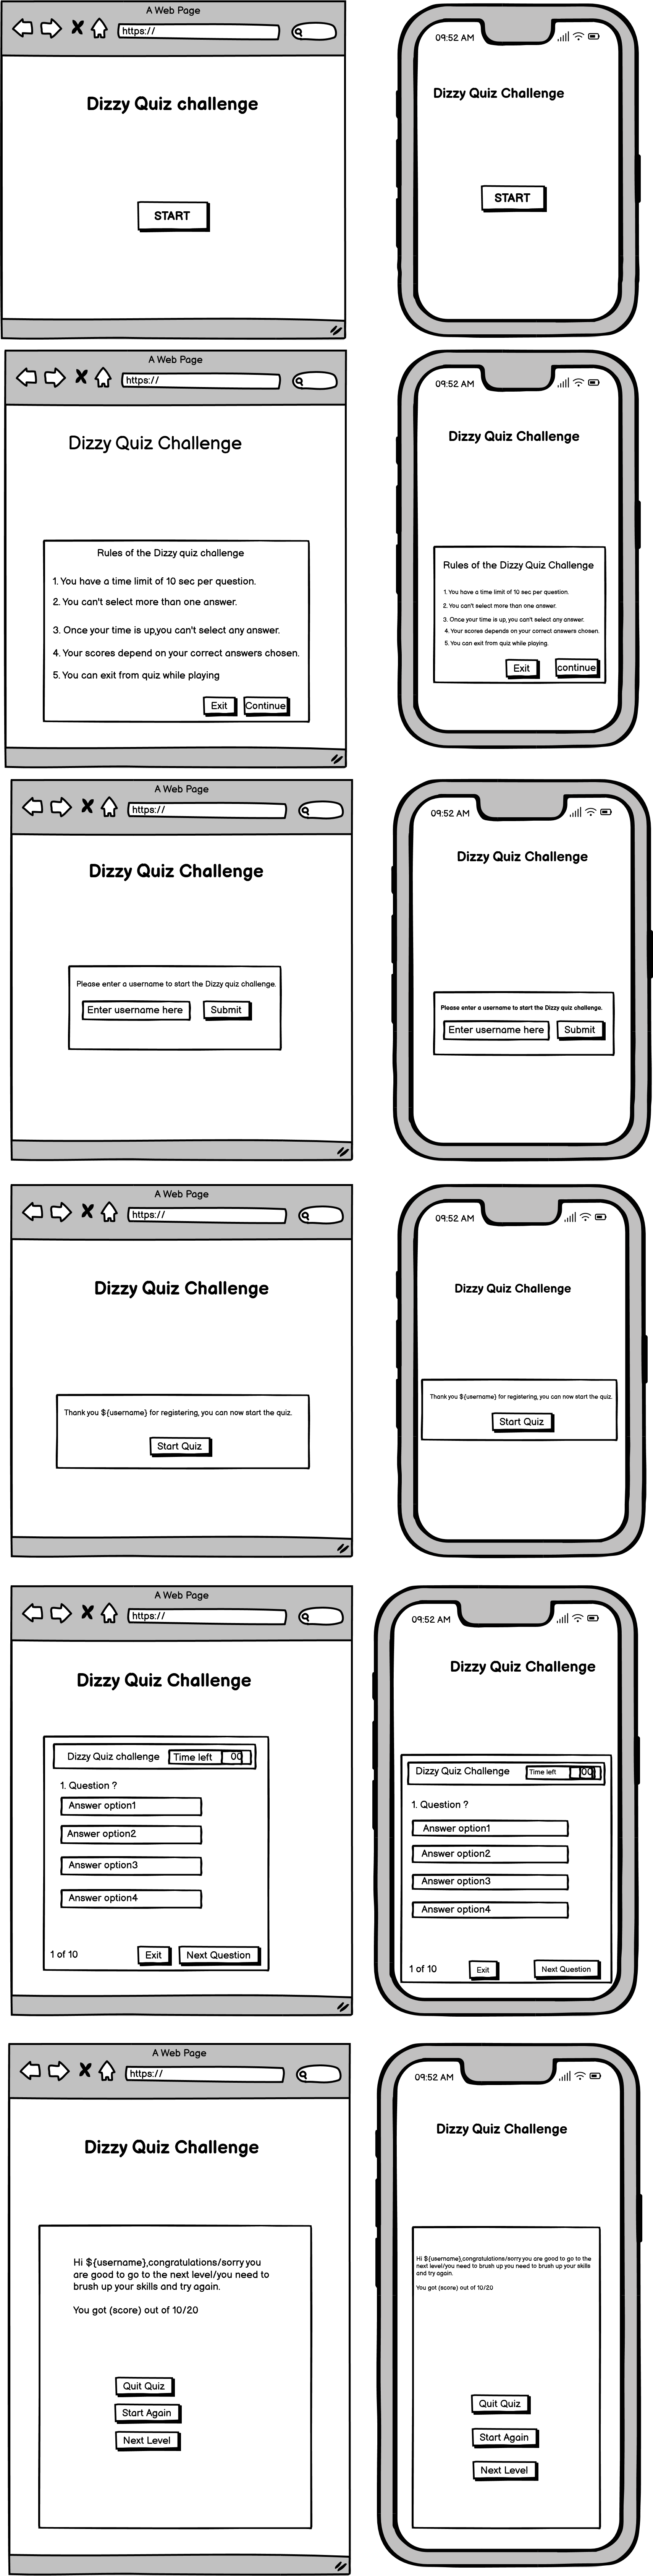 A Web Page
https://
Dizzy Quiz challenge
START
09:52 AM
Dizzy Quiz Challenge
START
A Web Page
https://
Dizzy Quiz Challenge
Rules of the Dizzy quiz challenge
1. You have a time limit of 10 sec per question.
2. You can't select more than one answer.
3. Once your time is up,you can't select any answer.
4. Your scores depend on your correct answers chosen.
5. You can exit from quiz while playing
Exit Continue
09:52 AM
Dizzy Quiz Challenge
Rules of the Dizzy Quiz Challenge
1. You have a time limit of 10 sec per question.
2. You can't select more than one answer.
3. Once your time is up, you can't select any answer.
4. Your scores depends on your correct answers chosen.
5. You can exit from quiz while playing.
Exit continue
A Web Page
https://
Dizzy Quiz Challenge
Please enter a username to start the Dizzy quiz challenge.
Enter username here Submit
09:52 AM
Dizzy Quiz Challenge
Please enter a username to start the Dizzy quiz challenge.
Enter username here Submit
A Web Page
https://
Dizzy Quiz Challenge
Thank you ${username} for registering, you can now start the quiz.
Start Quiz
09:52 AM
Dizzy Quiz Challenge
Thank you ${username} for registering, you can now start the quiz.
Start Quiz
A Web Page
https://
Dizzy Quiz Challenge
Dizzy Quiz challenge Time left 00
1. Question ?
Answer option1
Answer option2
Answer option3
Answer option4
1 of 10 Exit Next Question
09:52 AM
Dizzy Quiz Challenge
Dizzy Quiz Challenge Time left 00
1. Question ?
Answer option1
Answer option2
Answer option3
Answer option4
1 of 10 Exit Next Question
A Web Page
https://
Dizzy Quiz Challenge
Hi ${username},congratulations/sorry you
are good to go to the next level/you need to
brush up your skills and try again.
You got (score) out of 10/20
Quit Quiz
Start Again
Next Level
09:52 AM
Dizzy Quiz Challenge
Hi ${username},congratulations/sorry you are good to go to the
next level/you need to brush up you need to brush up your skills
and try again.
You got (score) out of 10/20
Quit Quiz
Start Again
Next Level